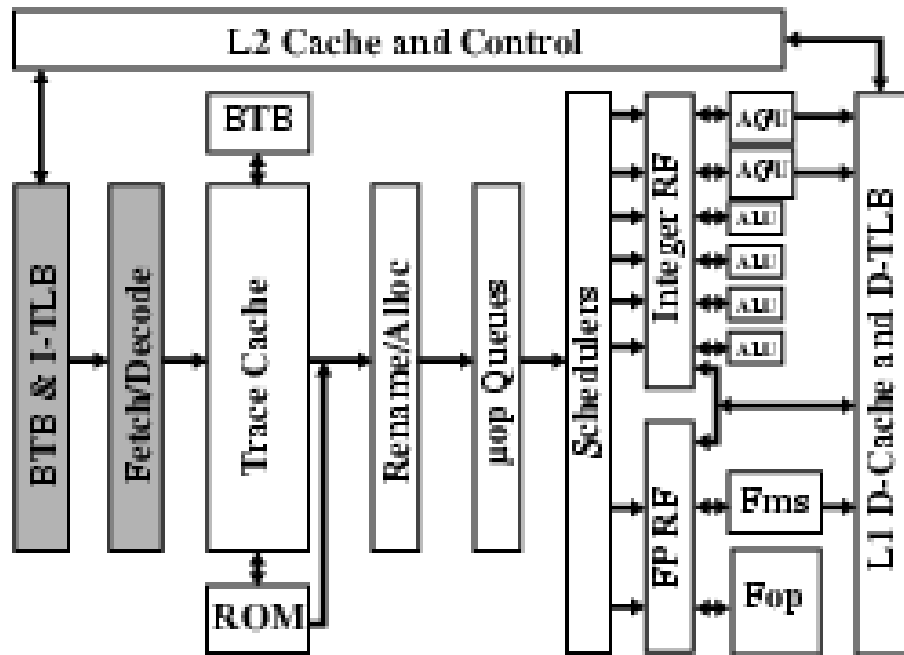 L2 Cache and Control
BTB
BTB & I-TLB
Fetch/Decode
Trace Cache
ROM
Rename/Alloc
µop Queues
Schedulers
Integer RF
FP RF
AGU
AGU
ALU
ALU
ALU
ALU
Fms
Fop
L1 D-Cache and D-TLB